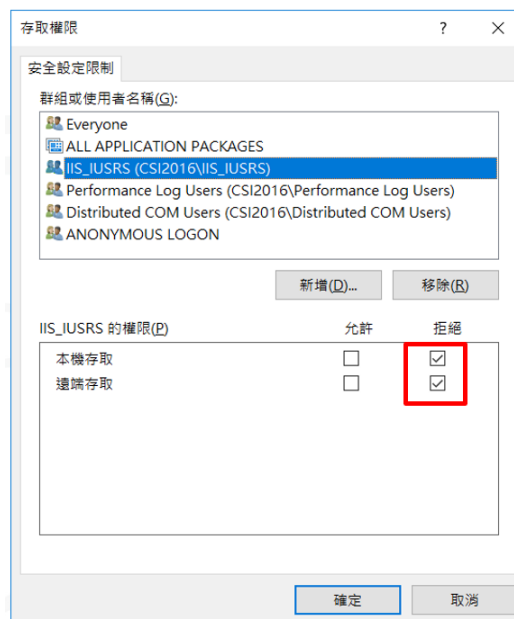 存取權限
?
安全設定限制
群組或使用者名稱(G):
Everyone
ALL APPLICATION PACKAGES
IIS_IUSRS (CSI2016\IIS_IUSRS)
Performance Log Users (CSI2016\Performance Log Users)
Distributed COM Users (CSI2016\Distributed COM Users)
ANONYMOUS LOGON
新增(D)... 移除(R)
IIS_IUSRS 的權限(P) 允許 拒絕
本機存取
遠端存取
確定 取消